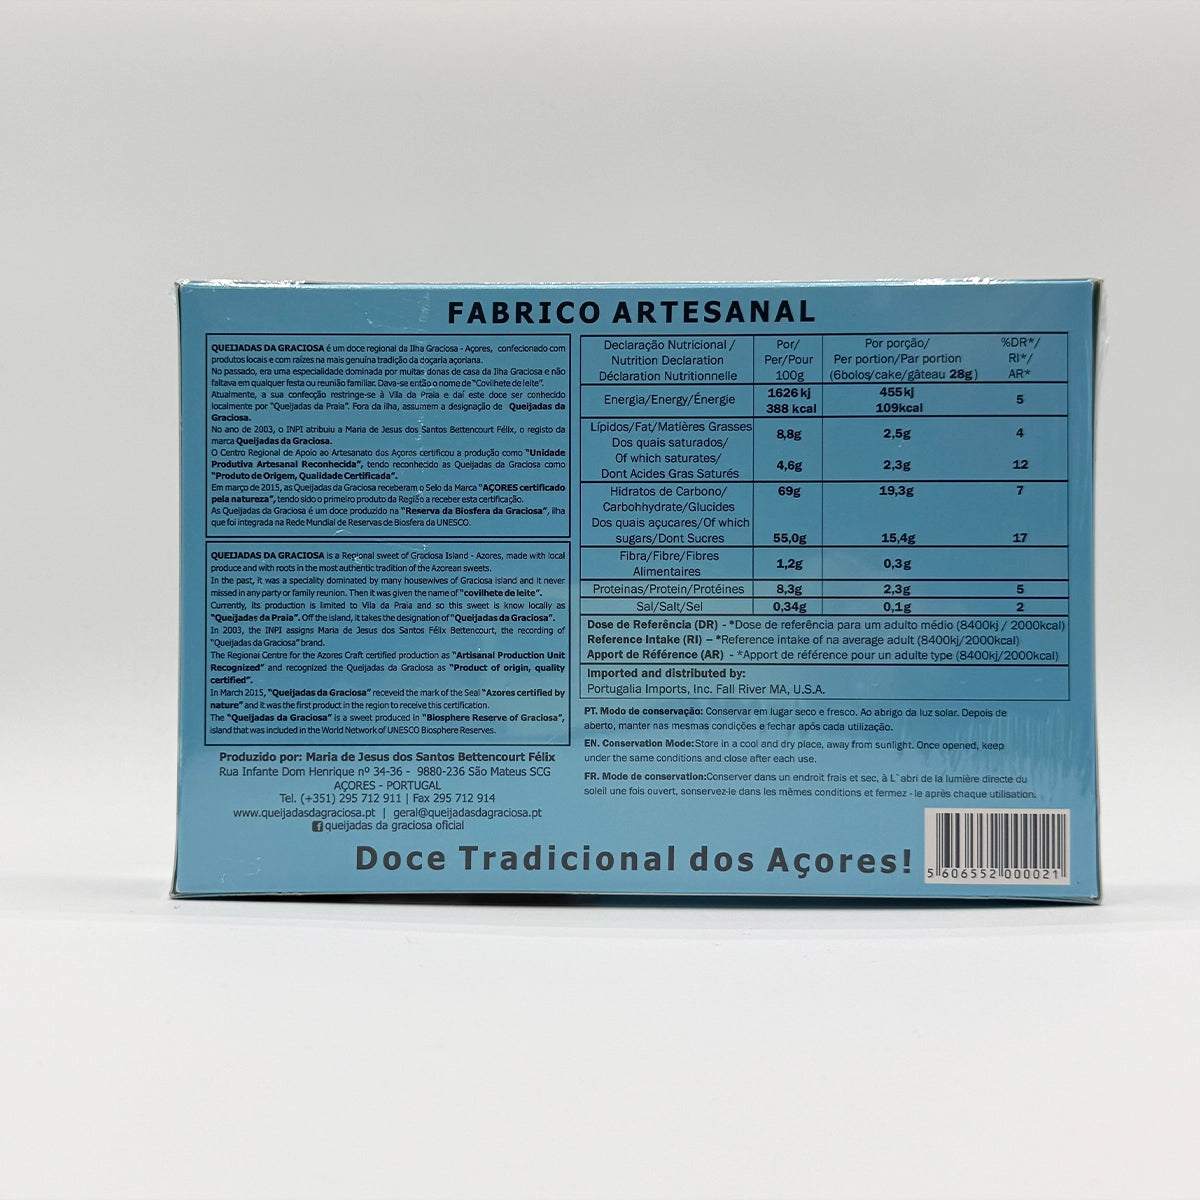 FABRICO ARTESANAL
QUEIJADAS DA GRACIOSA é um doce regional da Ilha Graciosa - Açores, confecionado com
produtos locais e com raízes na mais genuína tradição da doçaria açoriana.
No passado, era uma especialidade dominada por muitas donas de casa da Ilha Graciosa e não
faltava em qualquer festa ou reunião familiar. Dava-se então o nome de "Covilhete de leite".
Atualmente, a sua confecção restringe-se à Vila da Praia e daí este doce ser conhecido
localmente por "Queijadas da Praia". Fora da ilha, assumem a designação de Queijadas da
Graciosa.
No ano de 2003, o INPI atribuiu a Maria de Jesus dos Santos Bettencourt Félix, o registo da
marca Queijadas da Graciosa.
O Centro Regional de Apoio ao Artesanato dos Açores certificou a produção como "Unidade
Produtiva Artesanal Reconhecida", tendo reconhecido as Queijadas da Graciosa como
"Produto de Origem, Qualidade Certificada".
Em março de 2015, as Queijadas da Graciosa receberam o Selo da Marca "AÇORES certificado
pela natureza", tendo sido o primeiro produto da Região a receber esta certificação.
As Queijadas da Graciosa é um doce produzido na "Reserva da Biosfera da Graciosa", ilha
que foi integrada na Rede Mundial de Reservas de Biosfera da UNESCO.
QUEIJADAS DA GRACIOSA is a Regional sweet of Graciosa Island - Azores, made with local
produce and with roots in the most authentic tradition of the Azorean sweets.
In the past, it was a speciality dominated by many housewives of Graciosa island and it never
missed in any party or family reunion. Then it was given the name of "covilhete de leite".
Currently, its production is limited to Vila da Praia and so this sweet is know locally as
"Queijadas da Praia". Off the island, it takes the designation of "Queijadas da Graciosa".
In 2003, the INPI assigns Maria de Jesus dos Santos Félix Bettencourt, the recording of
"Queijadas da Graciosa" brand.
The Regional Centre for the Azores Craft certified production as "Artisanal Production Unit
Recognized" and recognized the Queijadas da Graciosa as "Product of origin, quality
certified".
In March 2015, "Queijadas da Graciosa" receveid the mark of the Seal "Azores certified by
nature" and it was the first product in the region to receive this certification.
The "Queijadas da Graciosa" is a sweet produced in "Biosphere Reserve of Graciosa",
island that was included in the World Network of UNESCO Biosphere Reserves.
Produzido por: Maria de Jesus dos Santos Bettencourt Félix
Rua Infante Dom Henrique nº 34-36 - 9880-236 São Mateus SCG
AÇORES - PORTUGAL
Tel. (+351) 295 712 911 | Fax 295 712 914
www.queijadasdagraciosa.pt | geral@queijadasdagraciosa.pt
queijadas da graciosa oficial
Declaração Nutricional / Por/ Por porção/ %DR*/
Nutrition Declaration Per/Pour Per portion/Par portion RI*/
Déclaration Nutritionnelle 100g (6bolos/cake/gâteau 28g) AR*
Energia/Energy/Énergie 1626 kj 455 kj 5
388 kcal 109kcal
Lípidos/Fat/Matières Grasses 8,8g 2,5g 4
Dos quais saturados/
Of which saturates/ 4,6g 2,3g 12
Dont Acides Gras Saturés
Hidratos de Carbono/ 69g 19,3g 7
Carbohhydrate/Glucides
Dos quais açucares/Of which
sugars/Dont Sucres 55,0g 15,4g 17
Fibra/Fibre/Fibres 1,2g 0,3g
Alimentaires
Proteinas/Protein/Protéines 8,3g 2,3g 5
Sal/Salt/Sel 0,34g 0,1g 2
Dose de Referência (DR) - *Dose de referência para um adulto médio (8400kj / 2000kcal)
Reference Intake (RI) – *Reference intake of na average adult (8400kj/2000kcal)
Apport de Référence (AR) - *Apport de référence pour un adulte type (8400kj/2000kcal)
Imported and distributed by:
Portugalia Imports, Inc. Fall River MA, U.S.A.
PT. Modo de conservação: Conservar em lugar seco e fresco. Ao abrigo da luz solar. Depois de
aberto, manter nas mesmas condições e fechar após cada utilização.
EN. Conservation Mode:Store in a cool and dry place, away from sunlight. Once opened, keep
under the same conditions and close after each use.
FR. Mode de conservation:Conserver dans un endroit frais et sec, à L`abri de la lumière directe du
soleil une fois ouvert, sonservez-le dans les mêmes conditions et fermez - le après chaque utilisation.
Doce Tradicional dos Açores!
5 606552 000021